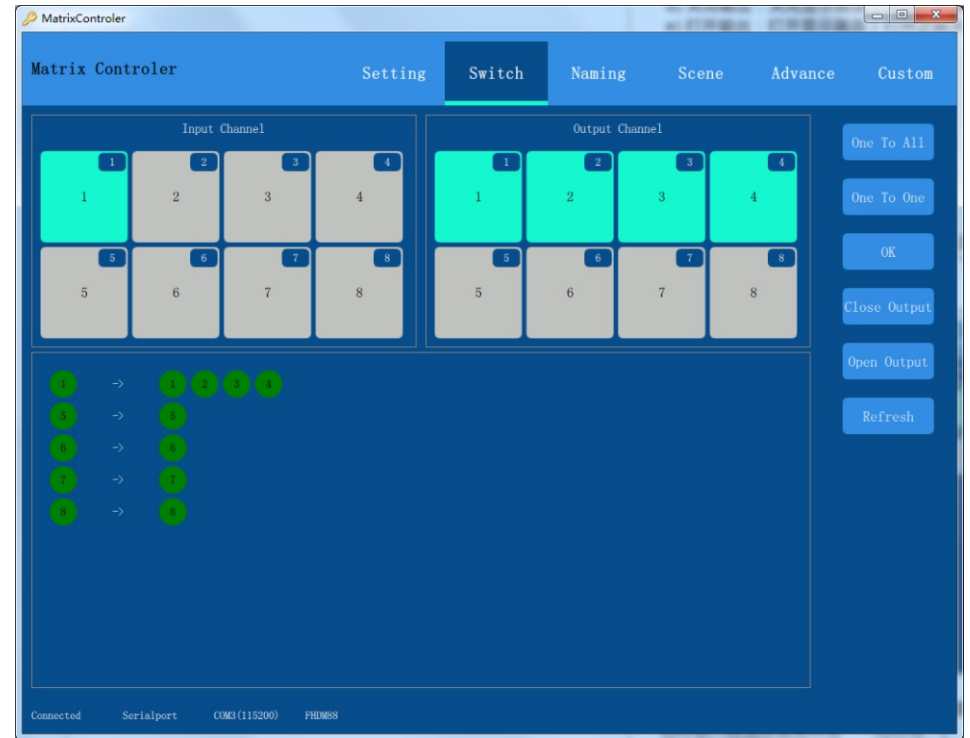 MatrixControler
Matrix Controler
Setting Switch Naming Scene Advance Custom
Input Channel
1 2 3 4
1 2 3 4
5 6 7 8
5 6 7 8
Output Channel
1 2 3 4
1 2 3 4
5 6 7 8
5 6 7 8
One To All
One To One
OK
Close Output
Open Output
Refresh
1 -> 1 2 3 4
5 -> 5
6 -> 6
7 -> 7
8 -> 8
Connected Serialport COM3(115200) FHDM88